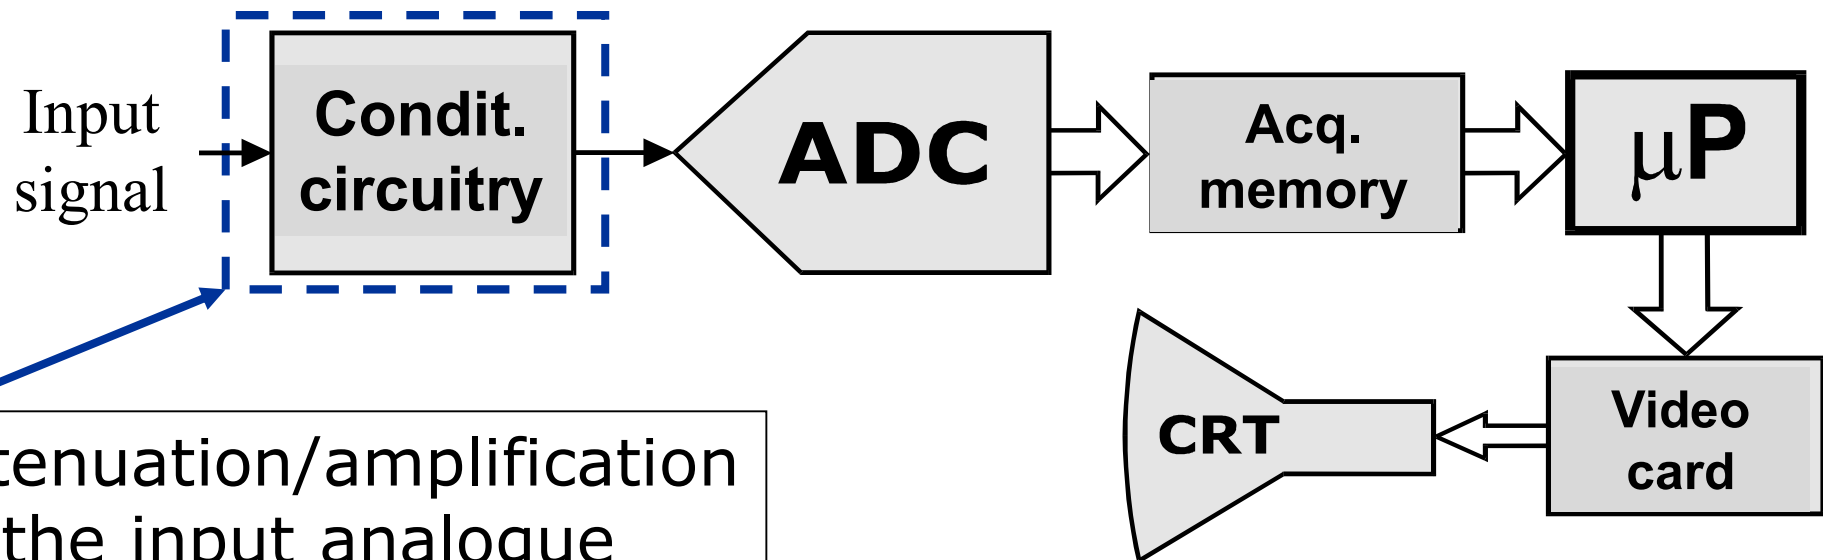 Input
signal
Condit.
circuitry
ADC
Acq.
memory
μP
Video
card
CRT
tenuation/amplification
the input analogue